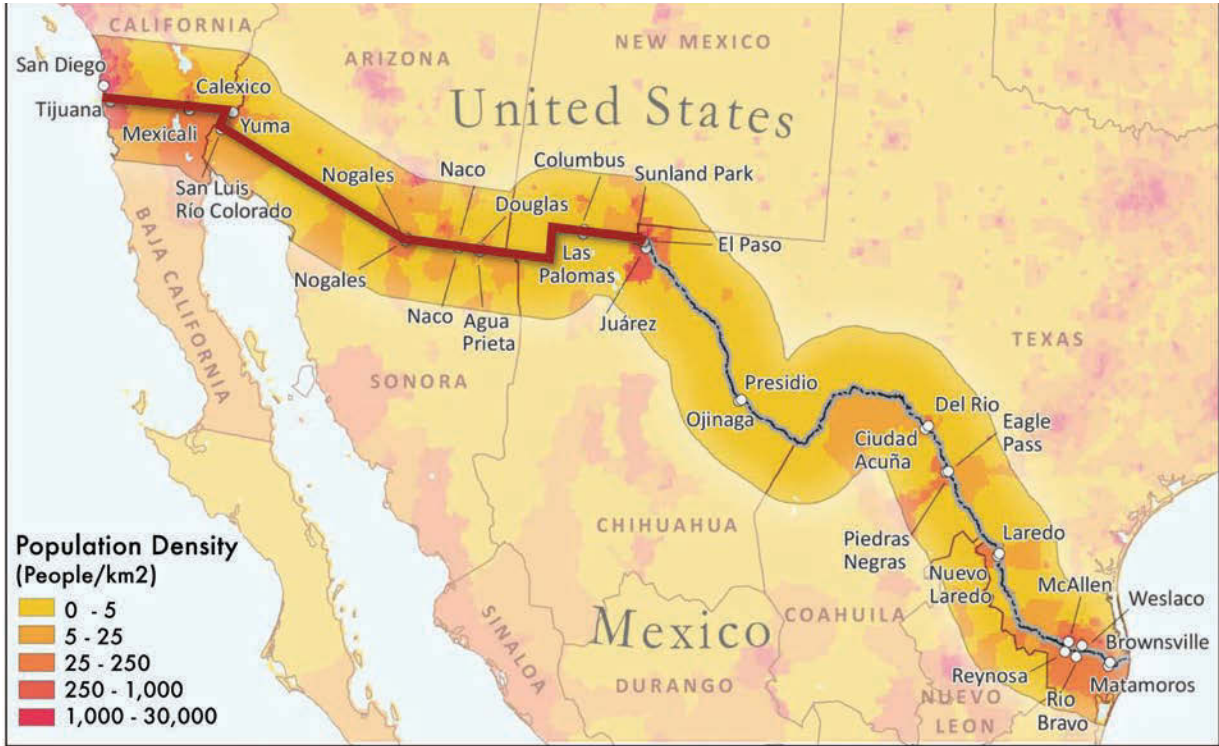 CALIFORNIA
ARIZONA
NEW MEXICO
San Diego
Calexico
United States
Tijuana
Mexicali
Yuma
Nogales
Naco
Columbus
Sunland Park
San Luis
Río Colorado
Douglas
El Paso
BAJA CALIFORNIA
Nogales
Las
Palomas
Naco
Agua
Prieta
Juárez
TEXAS
SONORA
Presidio
Ojinaga
Del Rio
Eagle
Pass
Ciudad
Acuña
CHIHUAHUA
Piedras
Negras
Laredo
Population Density
(People/km2)
0 - 5
5 - 25
25 - 250
250 - 1,000
1,000 - 30,000
Nuevo
Laredo
McAllen
Weslaco
COAHUILA
SINALOA
Mexico
Brownsville
Reynosa
DURANGO
Matamoros
NUEVO
LEON
Rio
Bravo